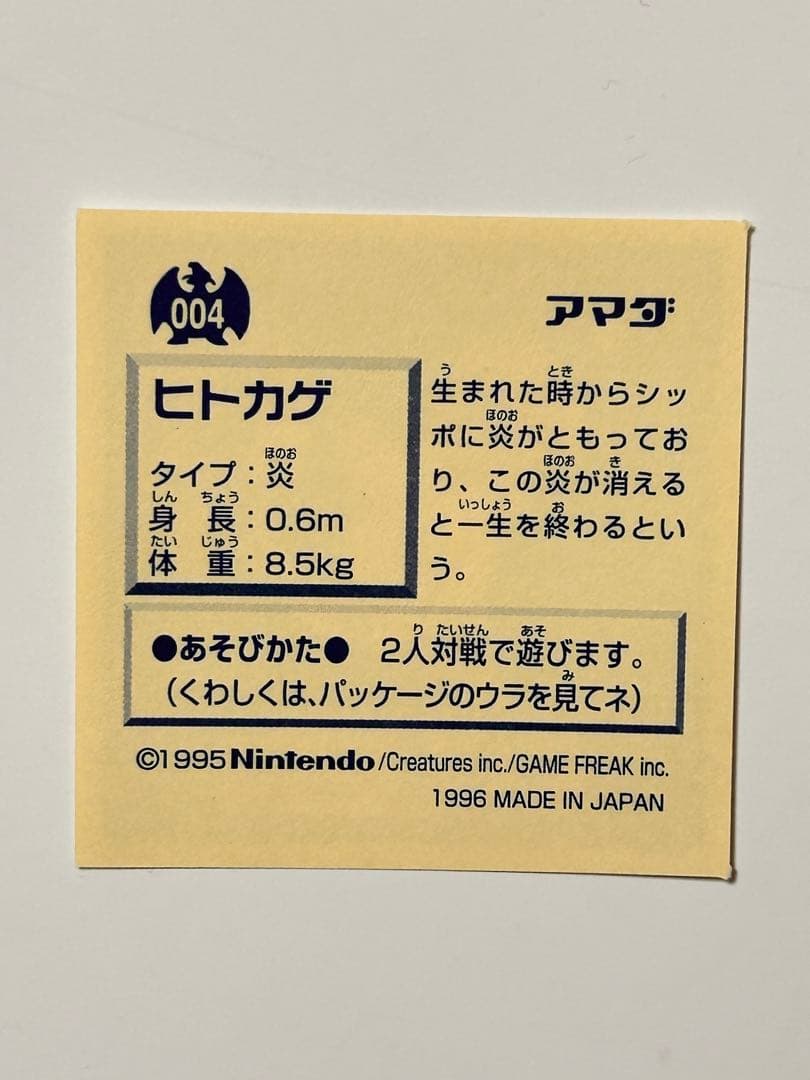 004
アマダ
ヒトカゲ
タイプ：炎
身長：0.6m
体重：8.5kg
生まれた時からシッ
ポに炎がともってお
り、この炎が消える
と一生を終わるとい
う。
●あそびかた● 2人対戦で遊びます。
（くわしくは、パッケージのウラを見てネ）
©1995 Nintendo/Creatures inc./GAME FREAK inc.
1996 MADE IN JAPAN